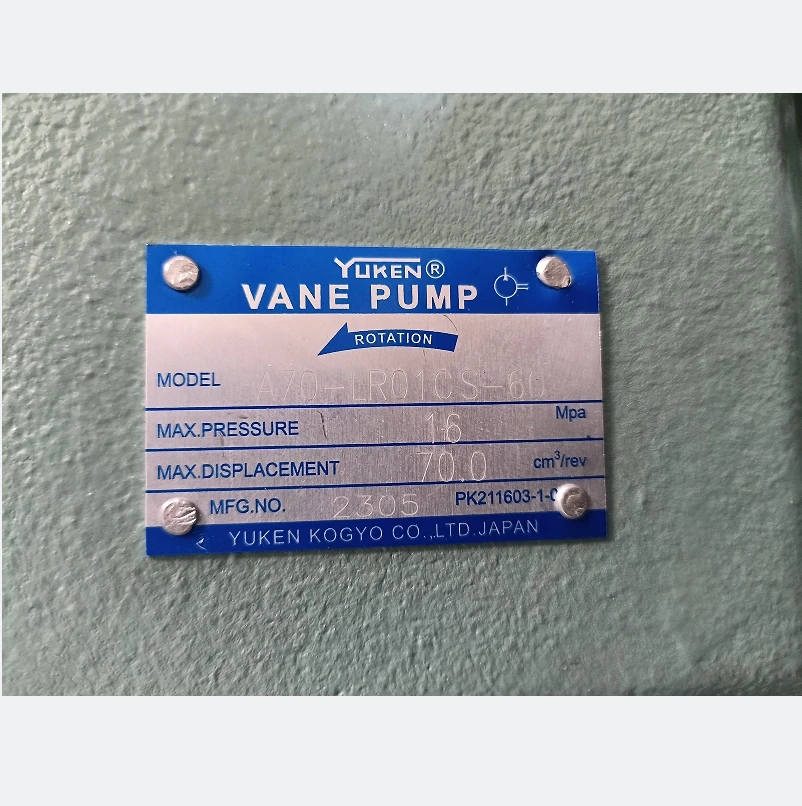 YUKEN®
VANE PUMP
ROTATION
MODEL A70-LR01CS-60
MAX.PRESSURE 16 Mpa
MAX.DISPLACEMENT 70.0 cm³/rev
MFG.NO. 2305 PK211603-1-
YUKEN KOGYO CO.,LTD.JAPAN